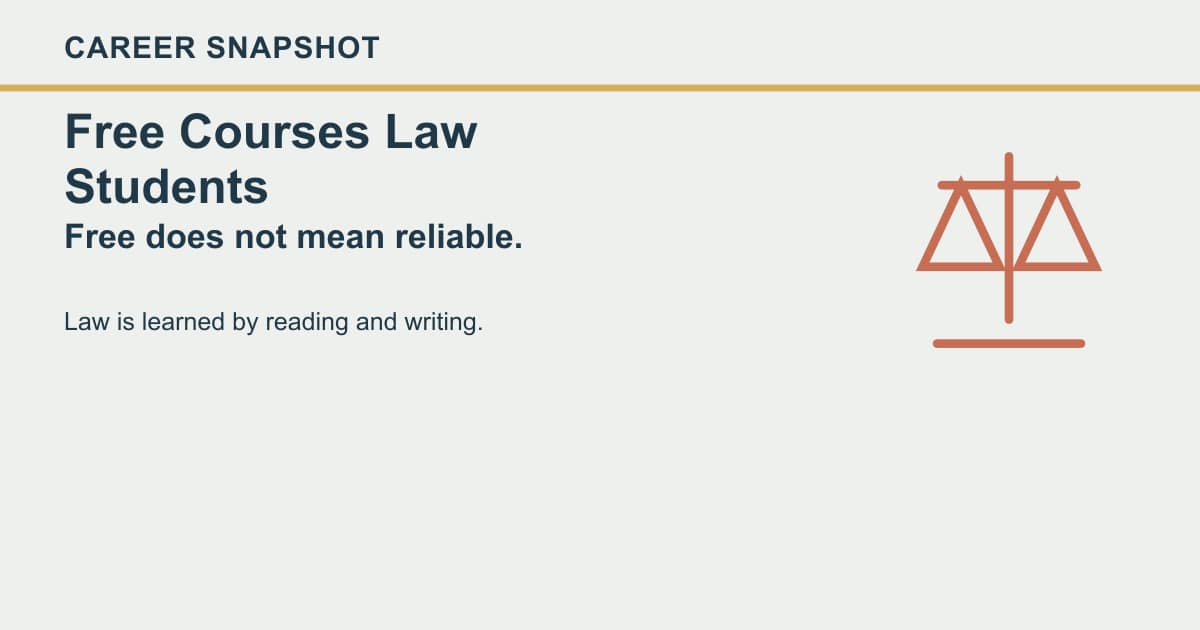 CAREER SNAPSHOT
Free Courses Law
Students
Free does not mean reliable.
Law is learned by reading and writing.